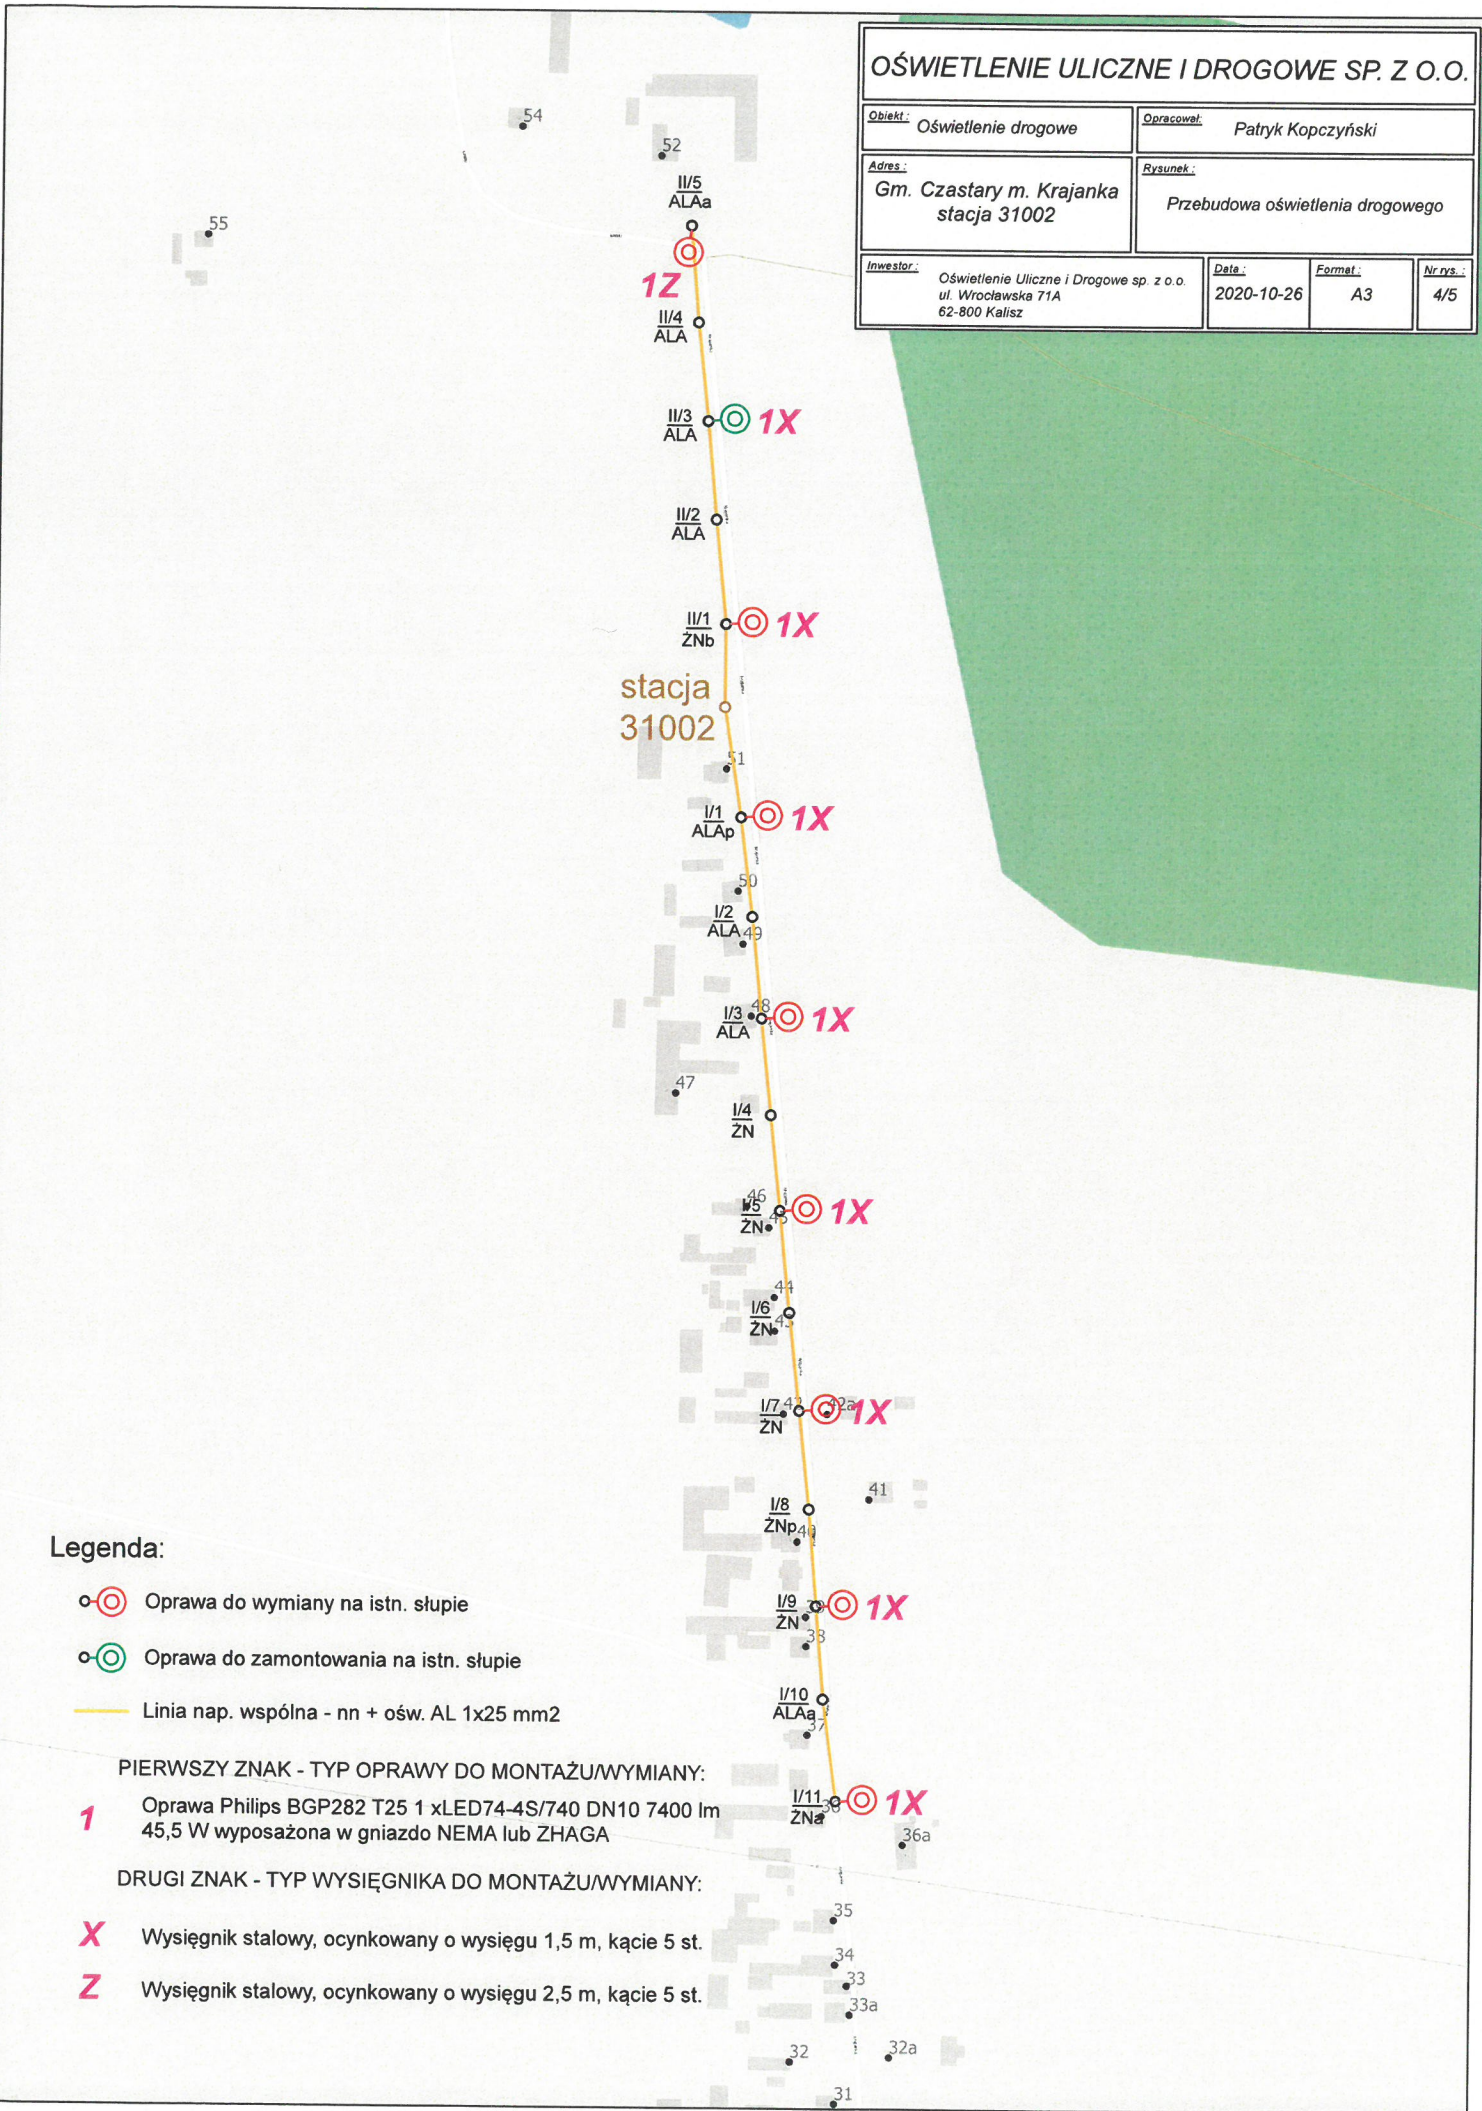 OŚWIETLENIE ULICZNE I DROGOWE SP. Z O.O.
Obiekt: Oświetlenie drogowe
Opracował: Patryk Kopczyński
Adres:
Gm. Czastary m. Krajanka
stacja 31002
Rysunek:
Przebudowa oświetlenia drogowego
Inwestor:
Oświetlenie Uliczne i Drogowe sp. z o.o.
ul. Wrocławska 71A
62-800 Kalisz
Data:
2020-10-26
Format:
A3
Nr rys.:
4/5
54
52
55
II/5
ALAa
1Z
II/4
ALA
II/3
ALA
1X
II/2
ALA
II/1
ŻNb
1X
stacja
31002
51
I/1
ALAp
1X
50
I/2
ALA
49
48
I/3
ALA
1X
47
I/4
ŻN
46
I/5
ŻN
45
1X
44
I/6
ŻN
43
I/7
ŻN
42a
1X
41
I/8
ŻNp
40
I/9
ŻN
1X
38
I/10
ALAa
37
I/11
ŻNa
1X
36a
35
34
33
33a
32
32a
31
Legenda:
Oprawa do wymiany na istn. słupie
Oprawa do zamontowania na istn. słupie
Linia nap. wspólna - nn + ośw. AL 1x25 mm2
PIERWSZY ZNAK - TYP OPRAWY DO MONTAŻU/WYMIANY:
1 Oprawa Philips BGP282 T25 1 xLED74-4S/740 DN10 7400 lm
45,5 W wyposażona w gniazdo NEMA lub ZHAGA
DRUGI ZNAK - TYP WYSIĘGNIKA DO MONTAŻU/WYMIANY:
X Wysięgnik stalowy, ocynkowany o wysięgu 1,5 m, kącie 5 st.
Z Wysięgnik stalowy, ocynkowany o wysięgu 2,5 m, kącie 5 st.